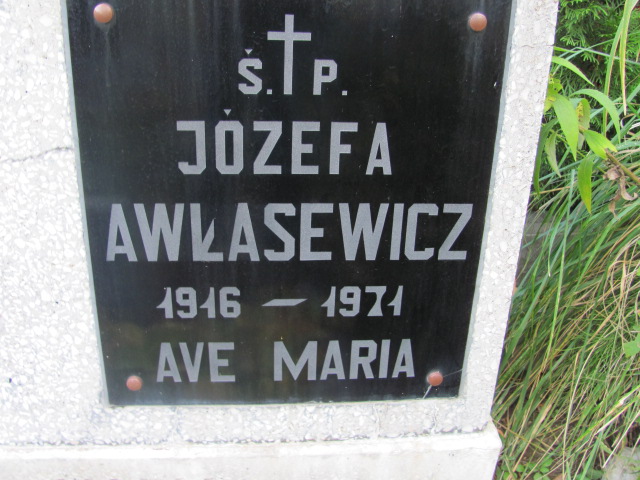 Ś. P.
JÓZEFA
AWŁASEWICZ
1916 – 1971
AVE MARIA